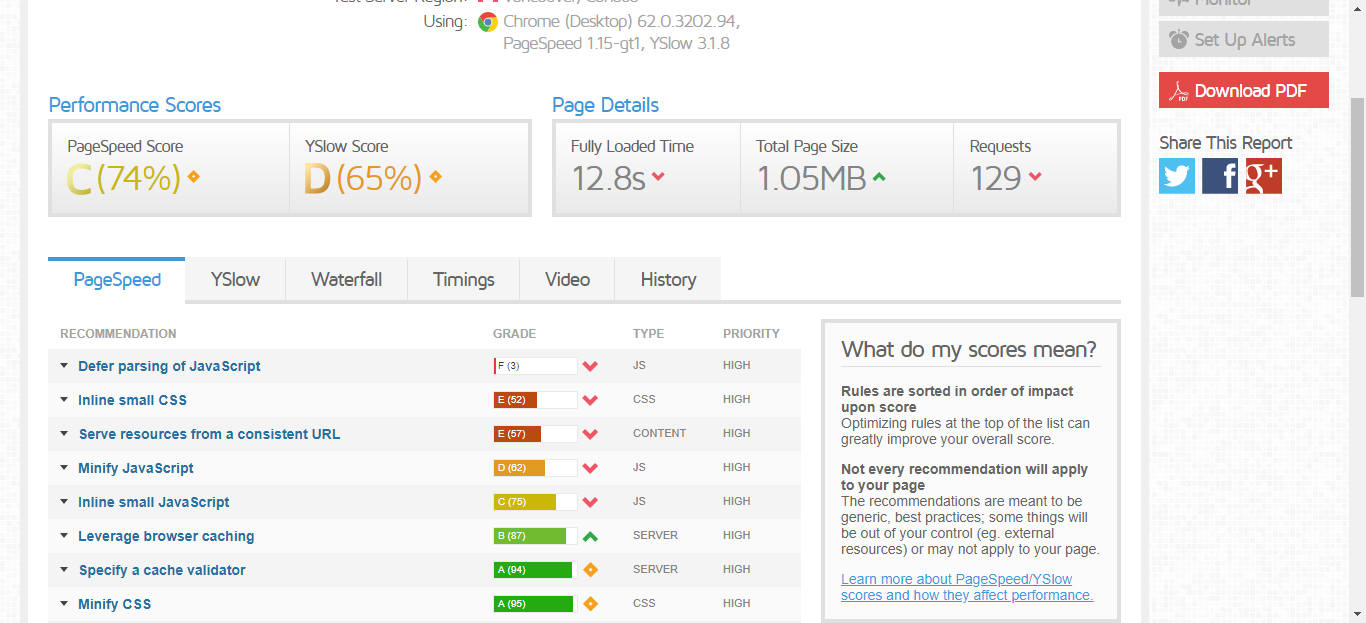 Test Server Region: Vancouver, Canada
Using: Chrome (Desktop) 62.0.3202.94,
PageSpeed 1.15-gt1, YSlow 3.1.8
Monitor
Set Up Alerts
Download PDF
Share This Report
Performance Scores
PageSpeed Score YSlow Score
C (74%) D (65%)
Page Details
Fully Loaded Time Total Page Size Requests
12.8s 1.05MB 129
PageSpeed YSlow Waterfall Timings Video History
RECOMMENDATION GRADE TYPE PRIORITY
Defer parsing of JavaScript F (3) JS HIGH
Inline small CSS E (52) CSS HIGH
Serve resources from a consistent URL E (57) CONTENT HIGH
Minify JavaScript D (62) JS HIGH
Inline small JavaScript C (75) JS HIGH
Leverage browser caching B (87) SERVER HIGH
Specify a cache validator A (94) SERVER HIGH
Minify CSS A (95) CSS HIGH
What do my scores mean?
Rules are sorted in order of impact
upon score
Optimizing rules at the top of the list can
greatly improve your overall score.
Not every recommendation will apply
to your page
The recommendations are meant to be
generic, best practices; some things will
be out of your control (eg. external
resources) or may not apply to your page.
Learn more about PageSpeed/YSlow
scores and how they affect performance.